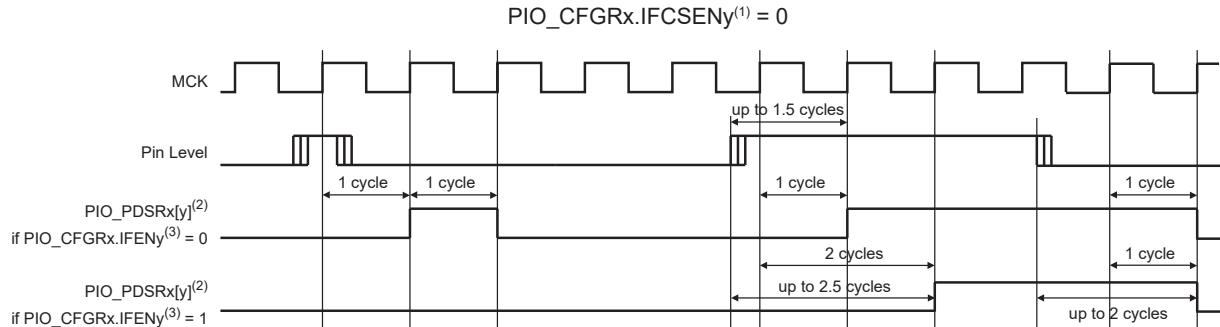 PIO_CFGRx.IFCSENy(1) = 0
MCK
up to 1.5 cycles
Pin Level
1 cycle 1 cycle 1 cycle 1 cycle
PIO_PDSRx[y](2)
if PIO_CFGRx.IFENy(3) = 0
2 cycles 1 cycle
PIO_PDSRx[y](2)
up to 2.5 cycles
if PIO_CFGRx.IFENy(3) = 1
up to 2 cycles